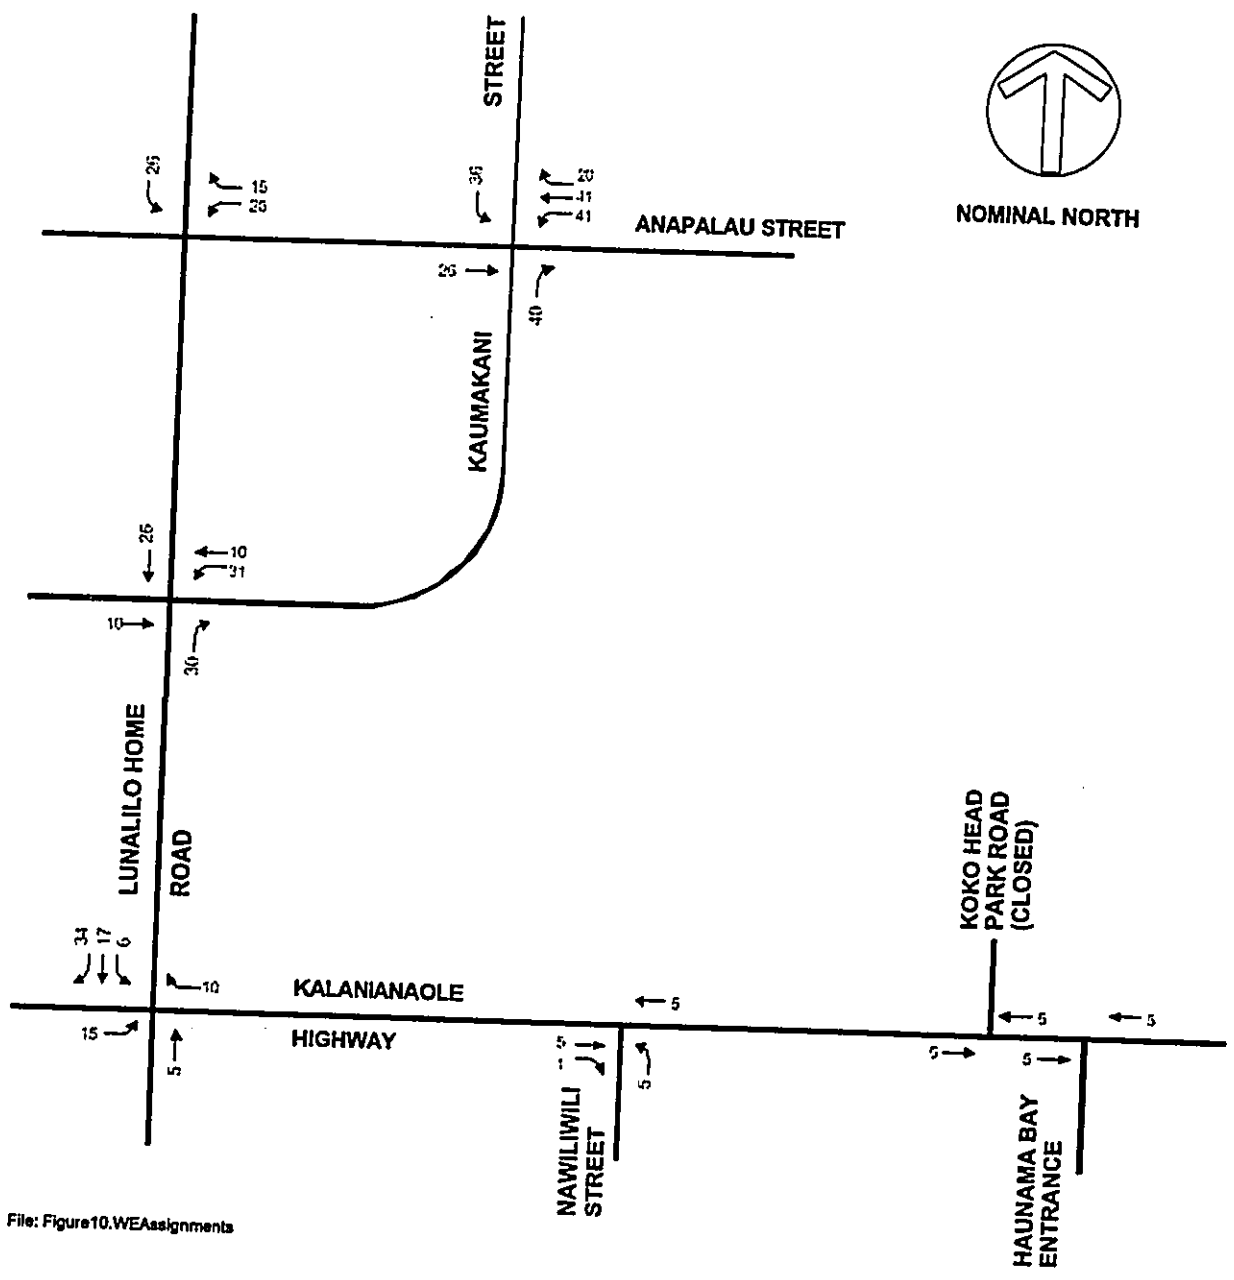 STREET
NOMINAL NORTH
26
15
25
36
20
41
41
ANAPALAU STREET
26
40
KAUMAKANI
26
10
31
10
30
LUNALILO HOME
ROAD
KOKO HEAD
PARK ROAD
(CLOSED)
34
17
6
10
KALANIANAOLE
HIGHWAY
15
5
5
5
1
5
5
5
5
5
NAWILIWILI
STREET
HAUNAMA BAY
ENTRANCE
File: Figure10.WEAssignments